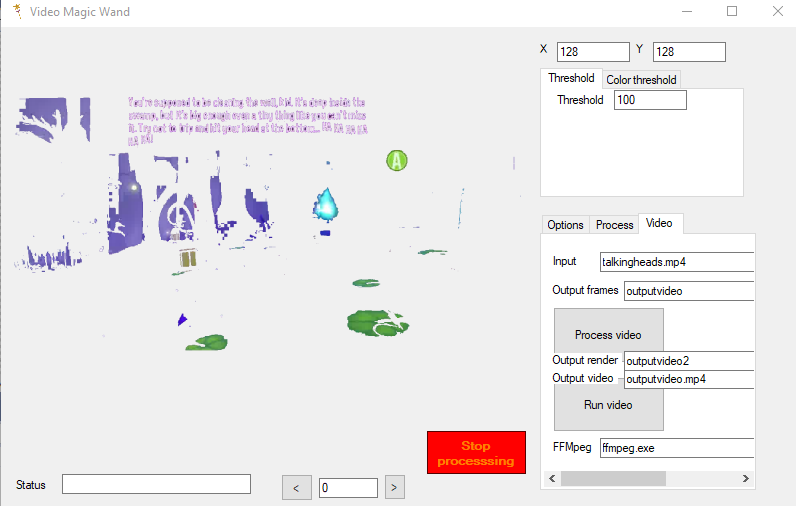 Video Magic Wand
X 128 Y 128
Threshold Color threshold
Threshold 100
You're supposed to be clearing the well, kid. It's deep inside the
swamp, but it's big enough even a tiny thing like you can't miss
it. Try not to trip and hit your head at the bottom... HA HA HA HA
HA HA!
A
Options Process Video
Input talkingheads.mp4
Output frames outputvideo
Process video
Output render outputvideo2
Output video outputvideo.mp4
Run video
Stop
processsing
FFMpeg ffmpeg.exe
Status
< 0 >